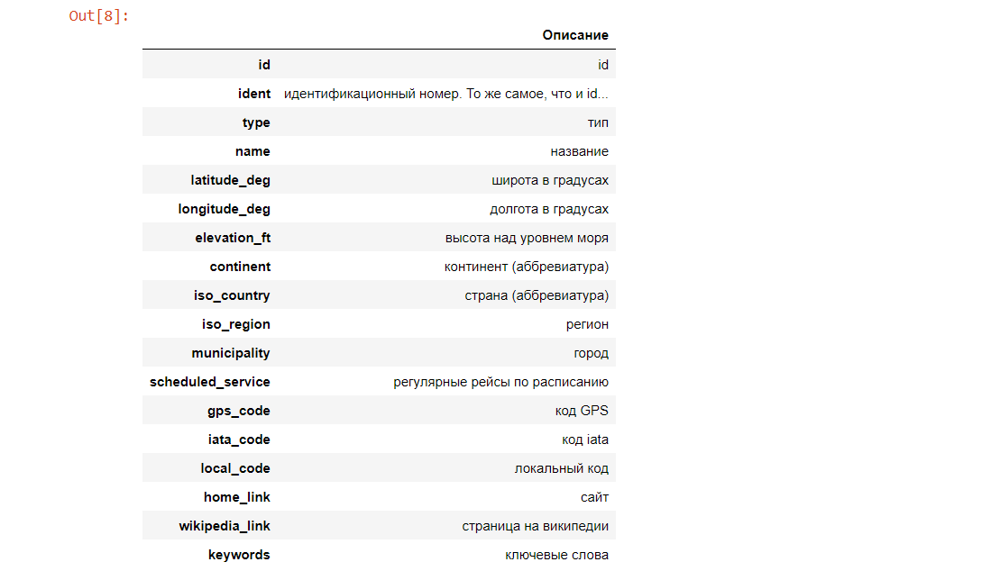 Out[8]:
Описание
id id
ident идентификационный номер. То же самое, что и id...
type тип
name название
latitude_deg широта в градусах
longitude_deg долгота в градусах
elevation_ft высота над уровнем моря
continent континент (аббревиатура)
iso_country страна (аббревиатура)
iso_region регион
municipality город
scheduled_service регулярные рейсы по расписанию
gps_code код GPS
iata_code код iata
local_code локальный код
home_link сайт
wikipedia_link страница на википедии
keywords ключевые слова